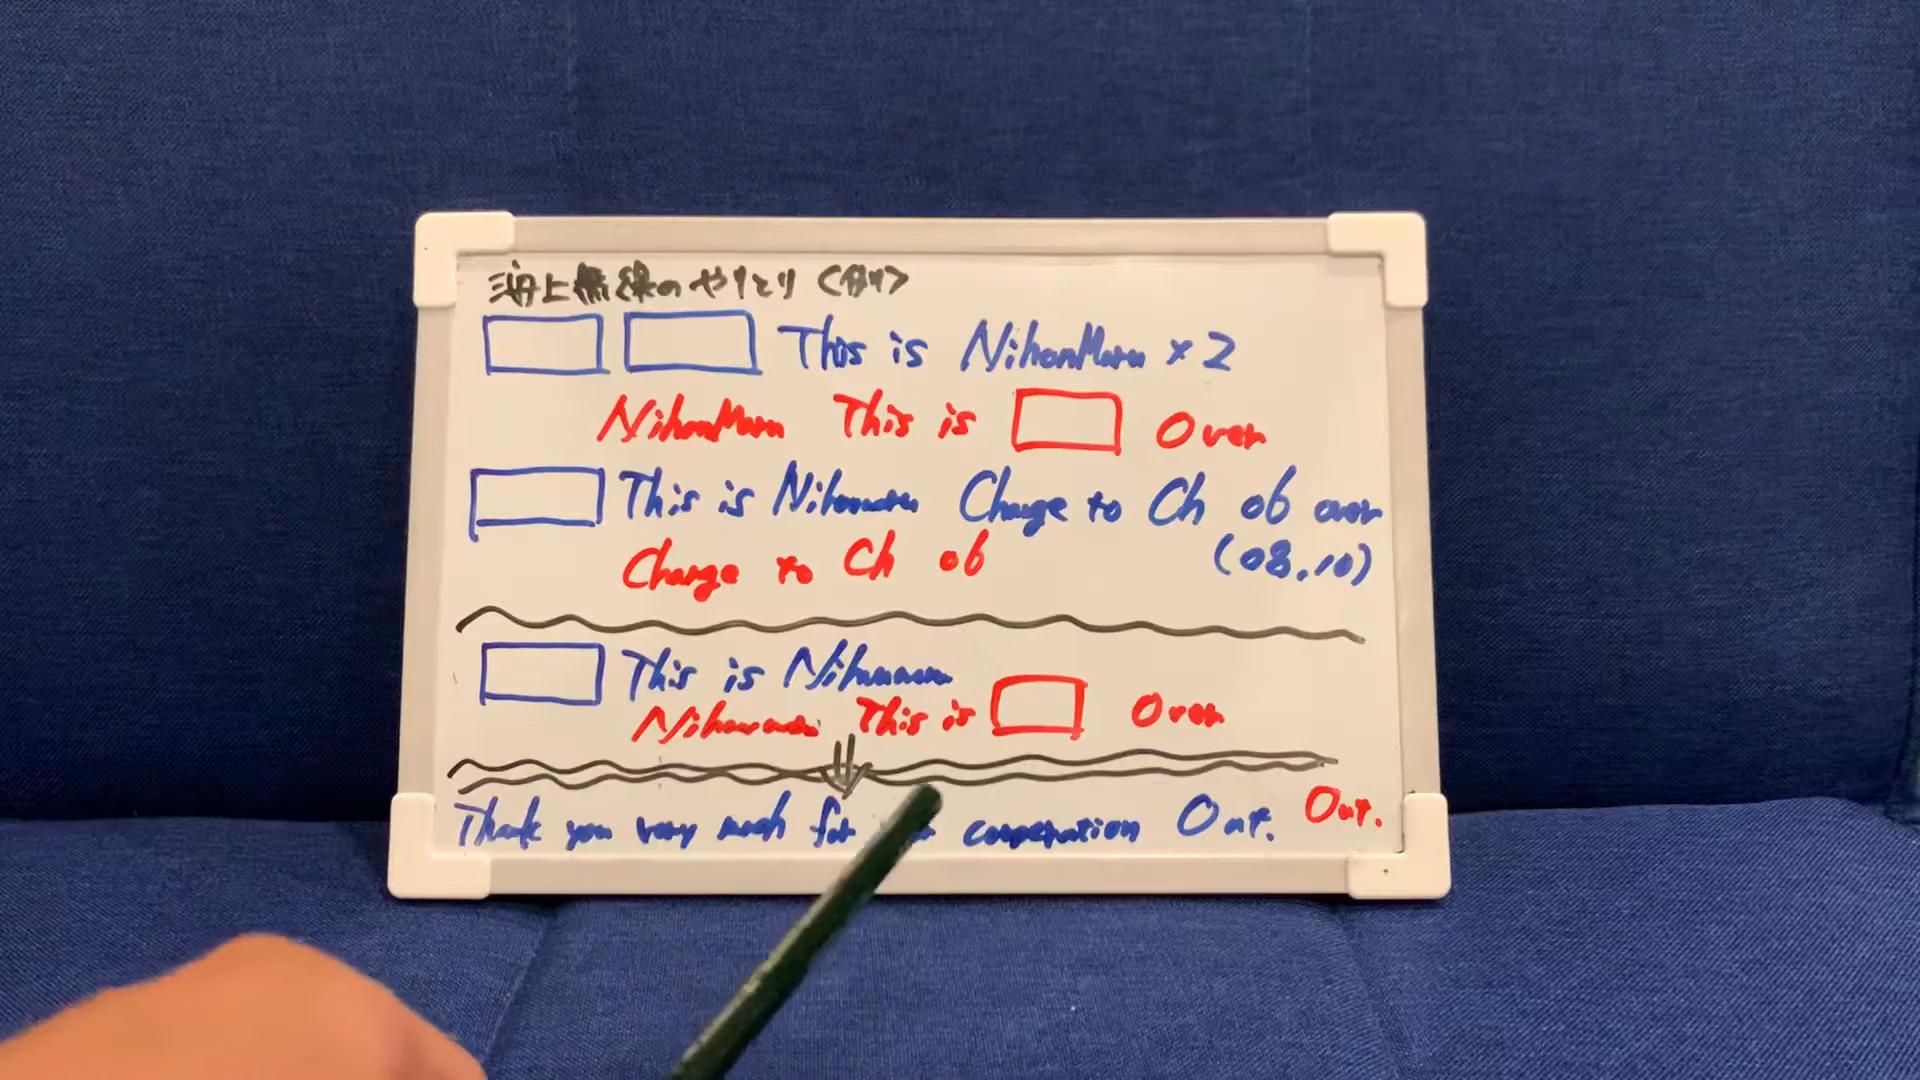 海上無線のやりとり〈例〉
This is NihonMaru × 2
NihonMaru This is Over
This is Nihonmaru Change to Ch 06 over
(08.10)
Change to Ch 06
This is Nihonmaru
Nihonmaru This is Over
Thank you very much for cooperation Out. Out.